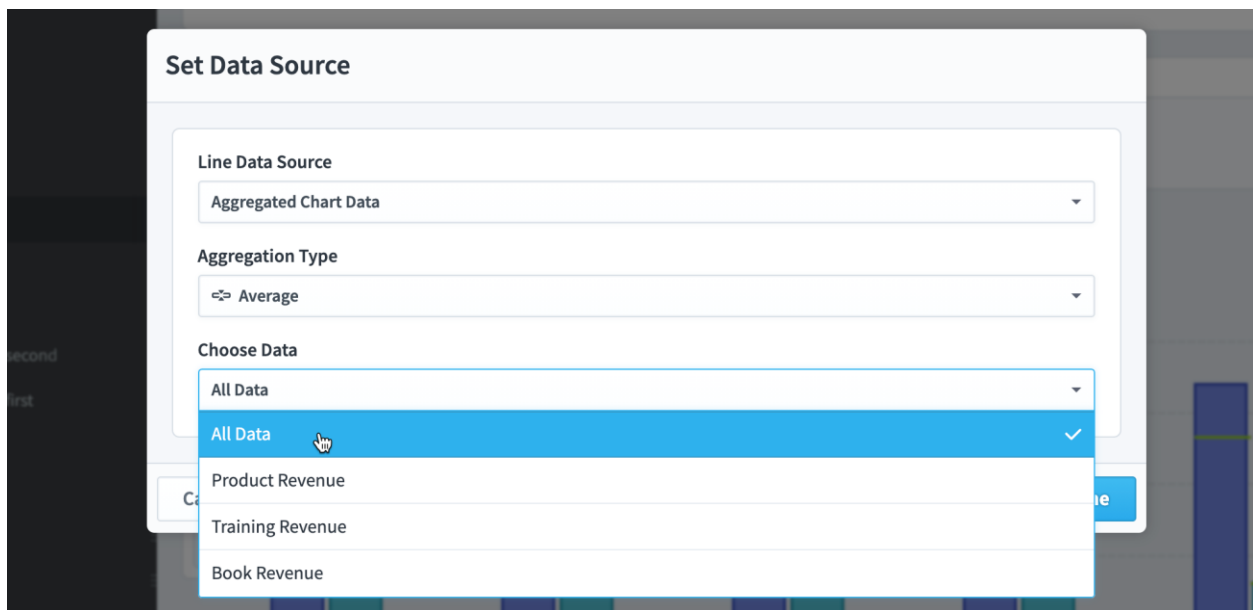 Set Data Source
Line Data Source
Aggregated Chart Data
Aggregation Type
Average
Choose Data
second
All Data
first
All Data
Product Revenue
Training Revenue
Book Revenue